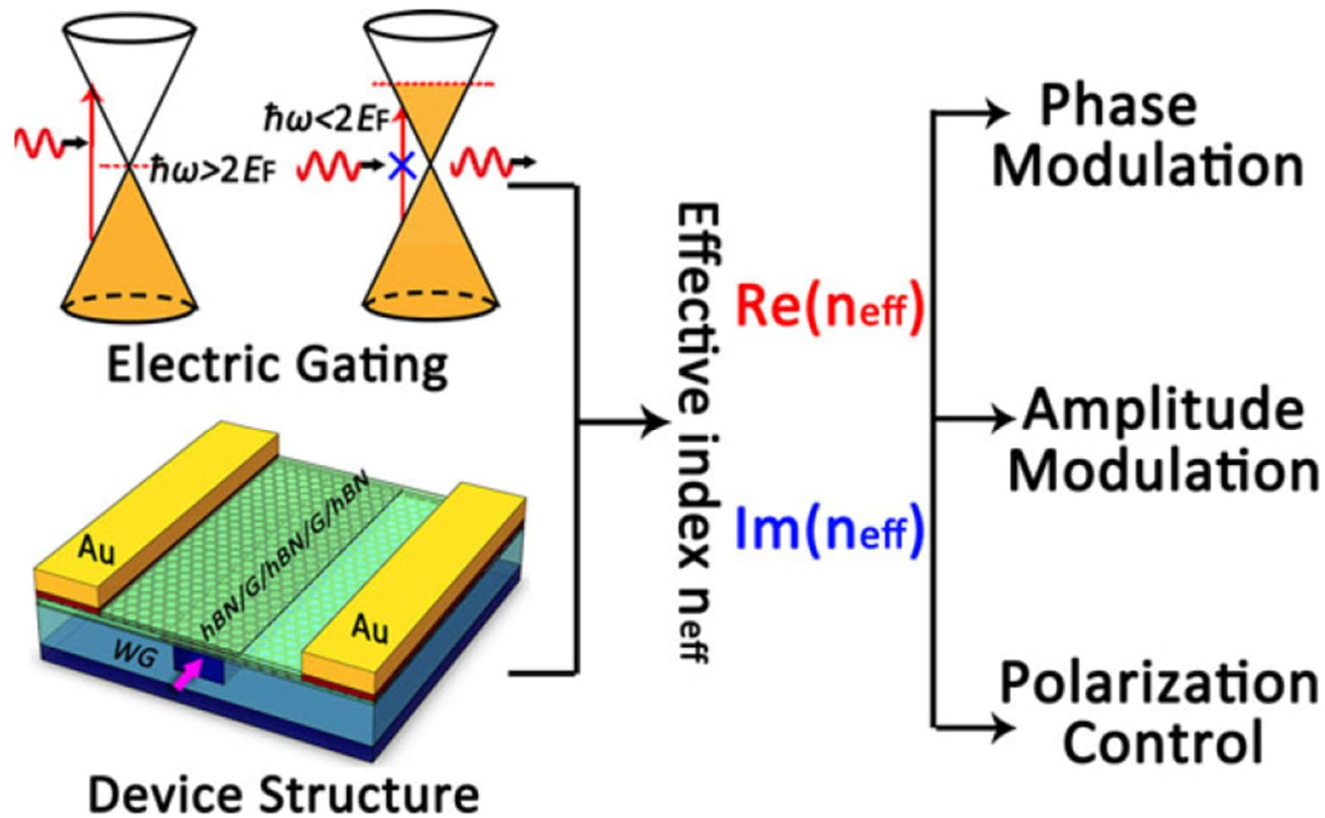 ħω>2EF
ħω<2EF
Electric Gating
Au
hBN/G/hBN/G/hBN
Au
WG
Device Structure
Effective index neff
Re(neff)
Im(neff)
Phase
Modulation
Amplitude
Modulation
Polarization
Control